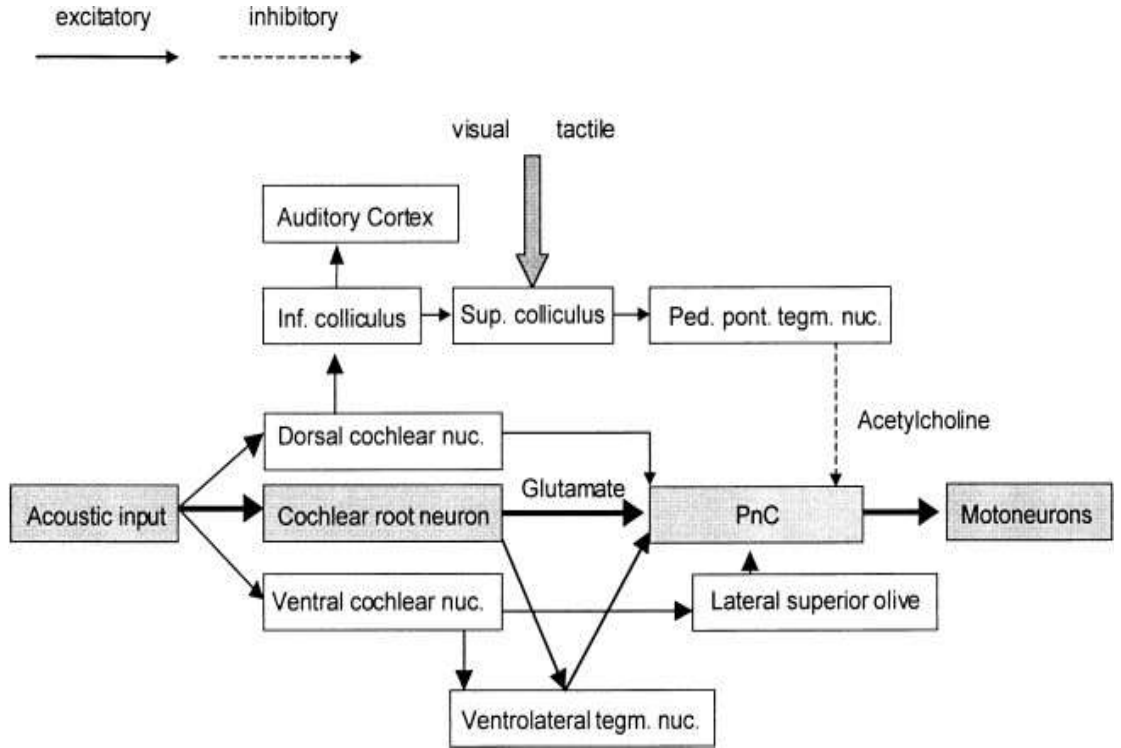 excitatory inhibitory
visual tactile
Auditory Cortex
Inf. colliculus
Sup. colliculus
Ped. pont. tegm. nuc.
Dorsal cochlear nuc.
Acetylcholine
Glutamate
Acoustic input
Cochlear root neuron
PnC
Motoneurons
Ventral cochlear nuc.
Lateral superior olive
Ventrolateral tegm. nuc.